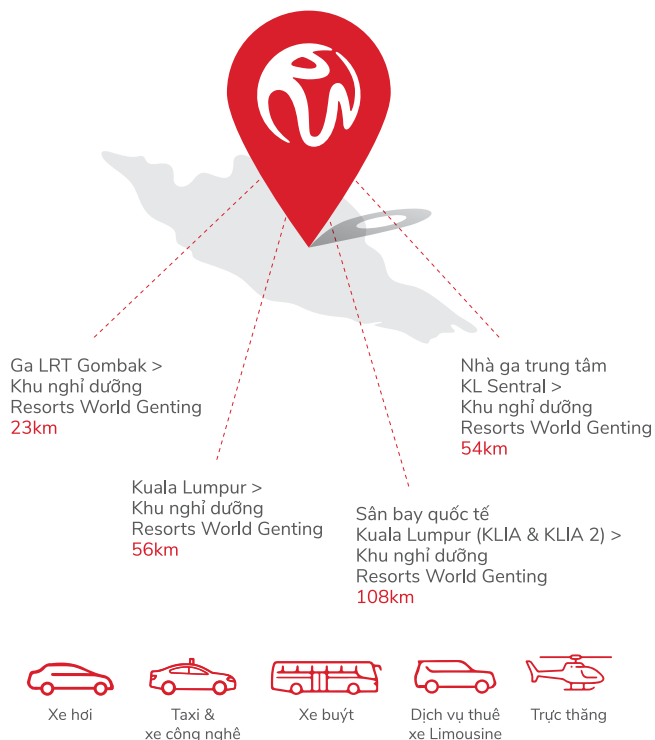 Ga LRT Gombak >
Khu nghỉ dưỡng
Resorts World Genting
23km
Nhà ga trung tâm
KL Sentral >
Khu nghỉ dưỡng
Resorts World Genting
54km
Kuala Lumpur >
Khu nghỉ dưỡng
Resorts World Genting
56km
Sân bay quốc tế
Kuala Lumpur (KLIA & KLIA 2) >
Khu nghỉ dưỡng
Resorts World Genting
108km
Xe hơi
Taxi &
xe công nghệ
Xe buýt
Dịch vụ thuê
xe Limousine
Trực thăng